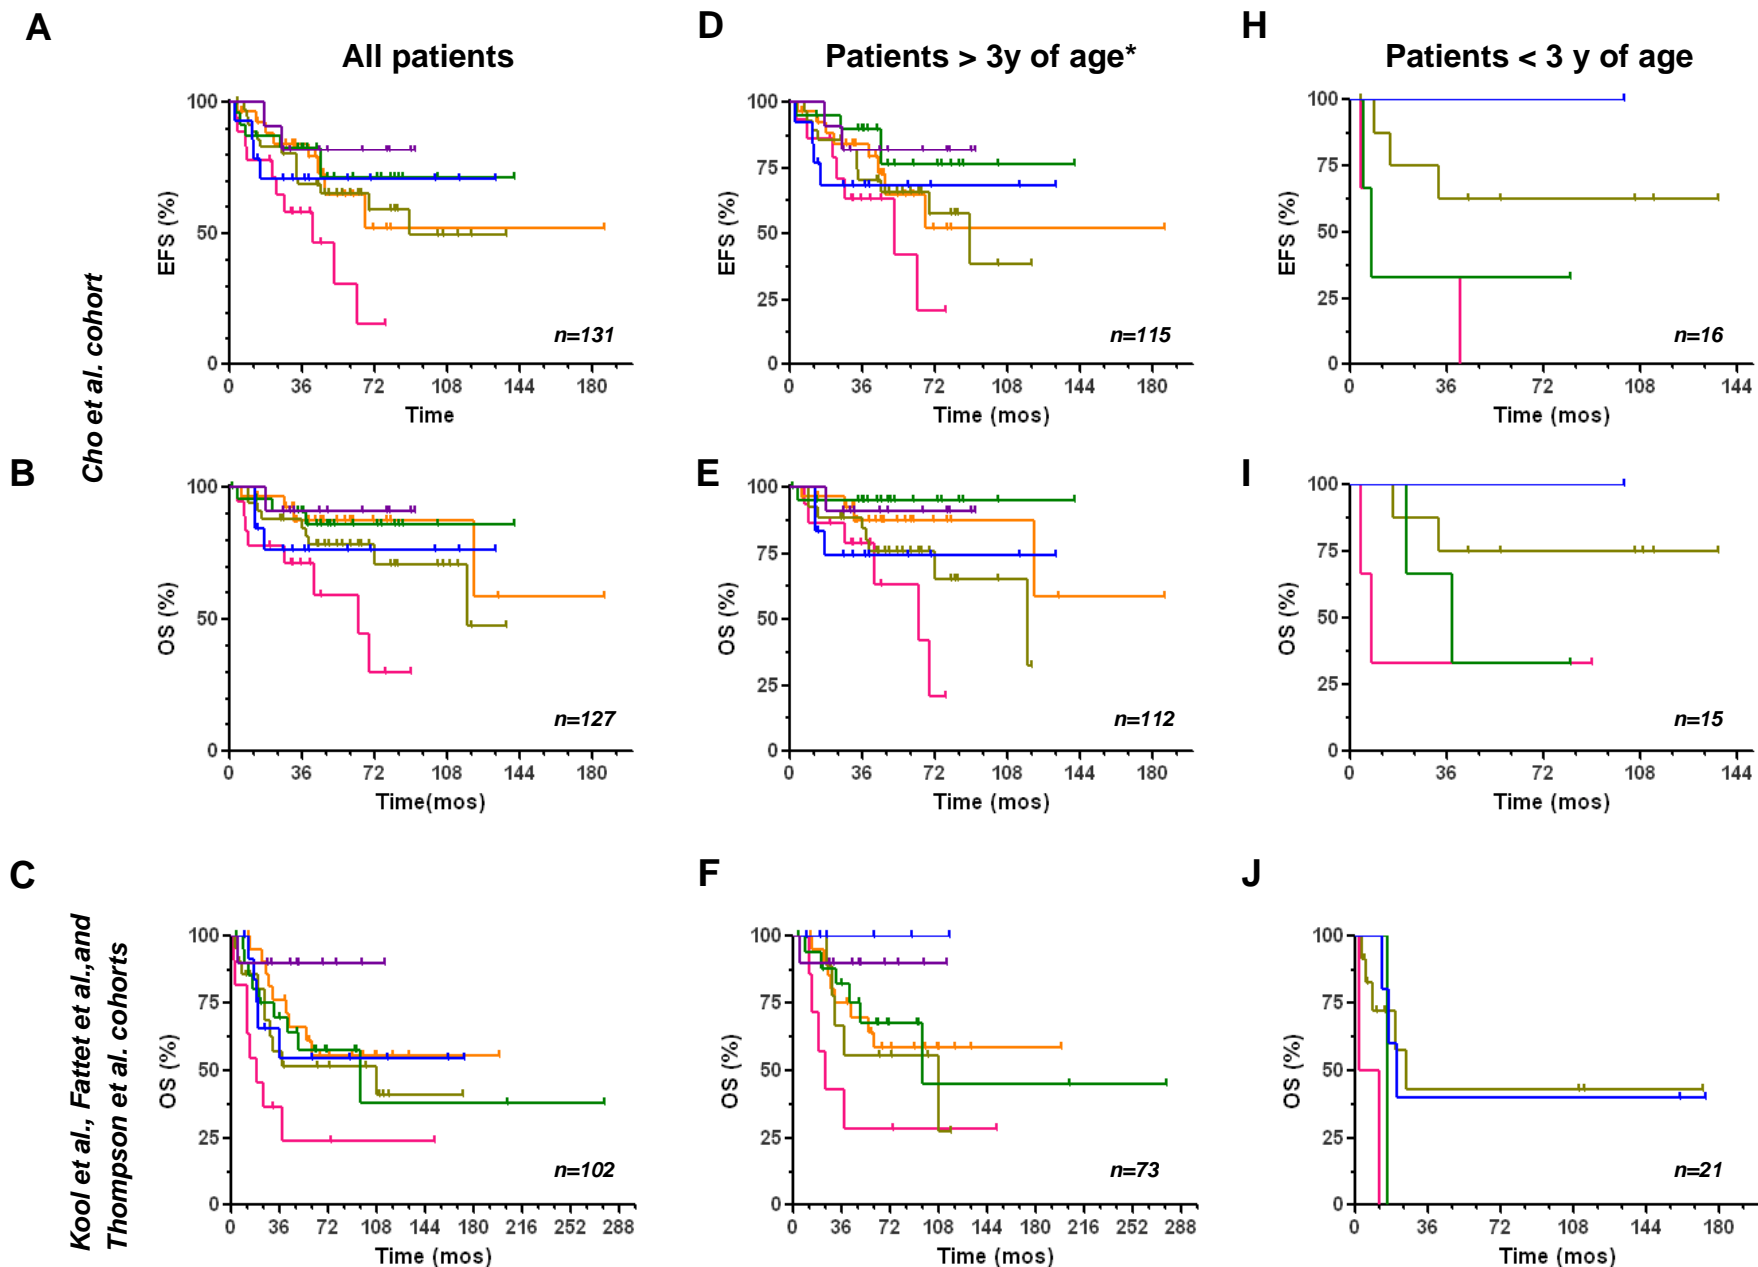 A
All patients
D
Patients > 3y of age*
H
Patients < 3 y of age
Cho et al. cohort
EFS (%)
100
75
50
25
0
0 36 72 108 144 180
Time
n=131
EFS (%)
100
75
50
25
0
0 36 72 108 144 180
Time (mos)
n=115
EFS (%)
100
75
50
25
0
0 36 72 108 144
Time (mos)
n=16
B
OS (%)
100
75
50
25
0
0 36 72 108 144 180
Time(mos)
n=127
E
OS (%)
100
75
50
25
0
0 36 72 108 144 180
Time (mos)
n=112
I
OS (%)
100
75
50
25
0
0 36 72 108 144
Time (mos)
n=15
C
Kool et al., Fattet et al.,and
Thompson et al. cohorts
OS (%)
100
75
50
25
0
0 36 72 108 144 180 216 252 288
Time (mos)
n=102
F
OS (%)
100
75
50
25
0
0 36 72 108 144 180 216 252 288
Time (mos)
n=73
J
OS (%)
100
75
50
25
0
0 36 72 108 144 180
Time (mos)
n=21